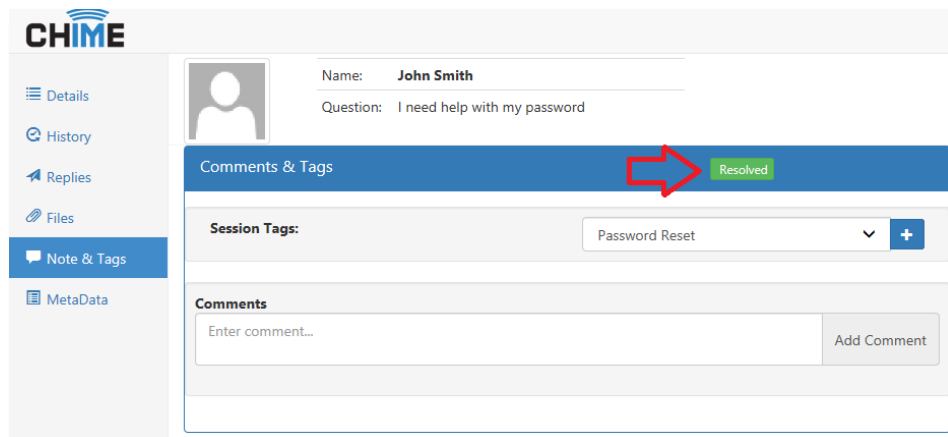 CHIME
Details
History
Replies
Files
Note & Tags
MetaData
Name: John Smith
Question: I need help with my password
Comments & Tags Resolved
Session Tags: Password Reset +
Comments
Enter comment... Add Comment